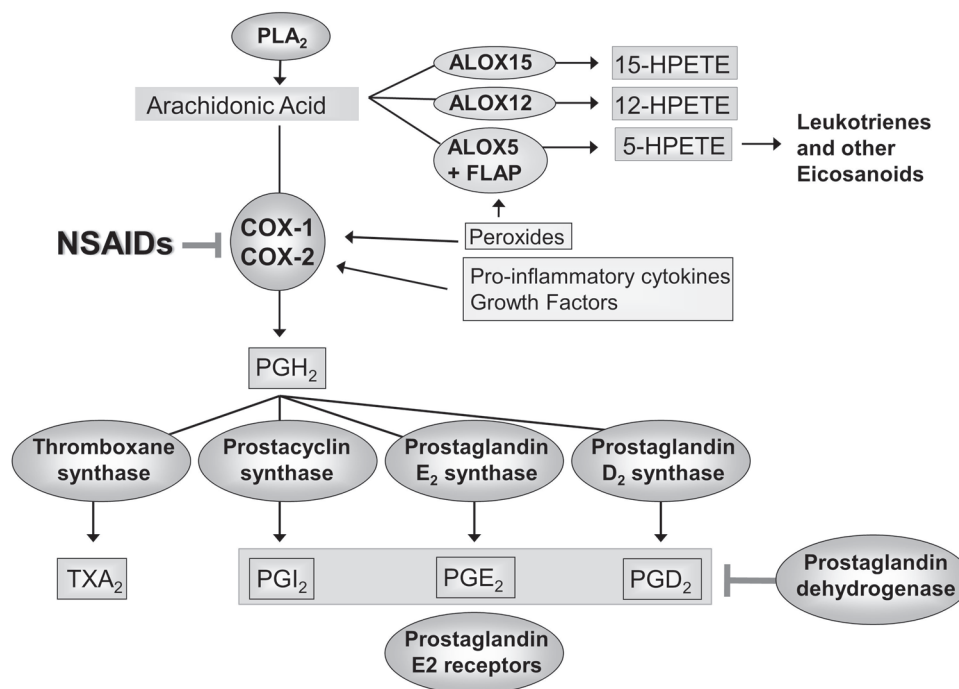 PLA₂
ALOX15
15-HPETE
Arachidonic Acid
ALOX12
12-HPETE
ALOX5
+ FLAP
5-HPETE
Leukotrienes
and other
Eicosanoids
NSAIDs
COX-1
COX-2
Peroxides
Pro-inflammatory cytokines
Growth Factors
PGH₂
Thromboxane
synthase
Prostacyclin
synthase
Prostaglandin
E₂ synthase
Prostaglandin
D₂ synthase
TXA₂
PGI₂
PGE₂
PGD₂
Prostaglandin
dehydrogenase
Prostaglandin
E2 receptors